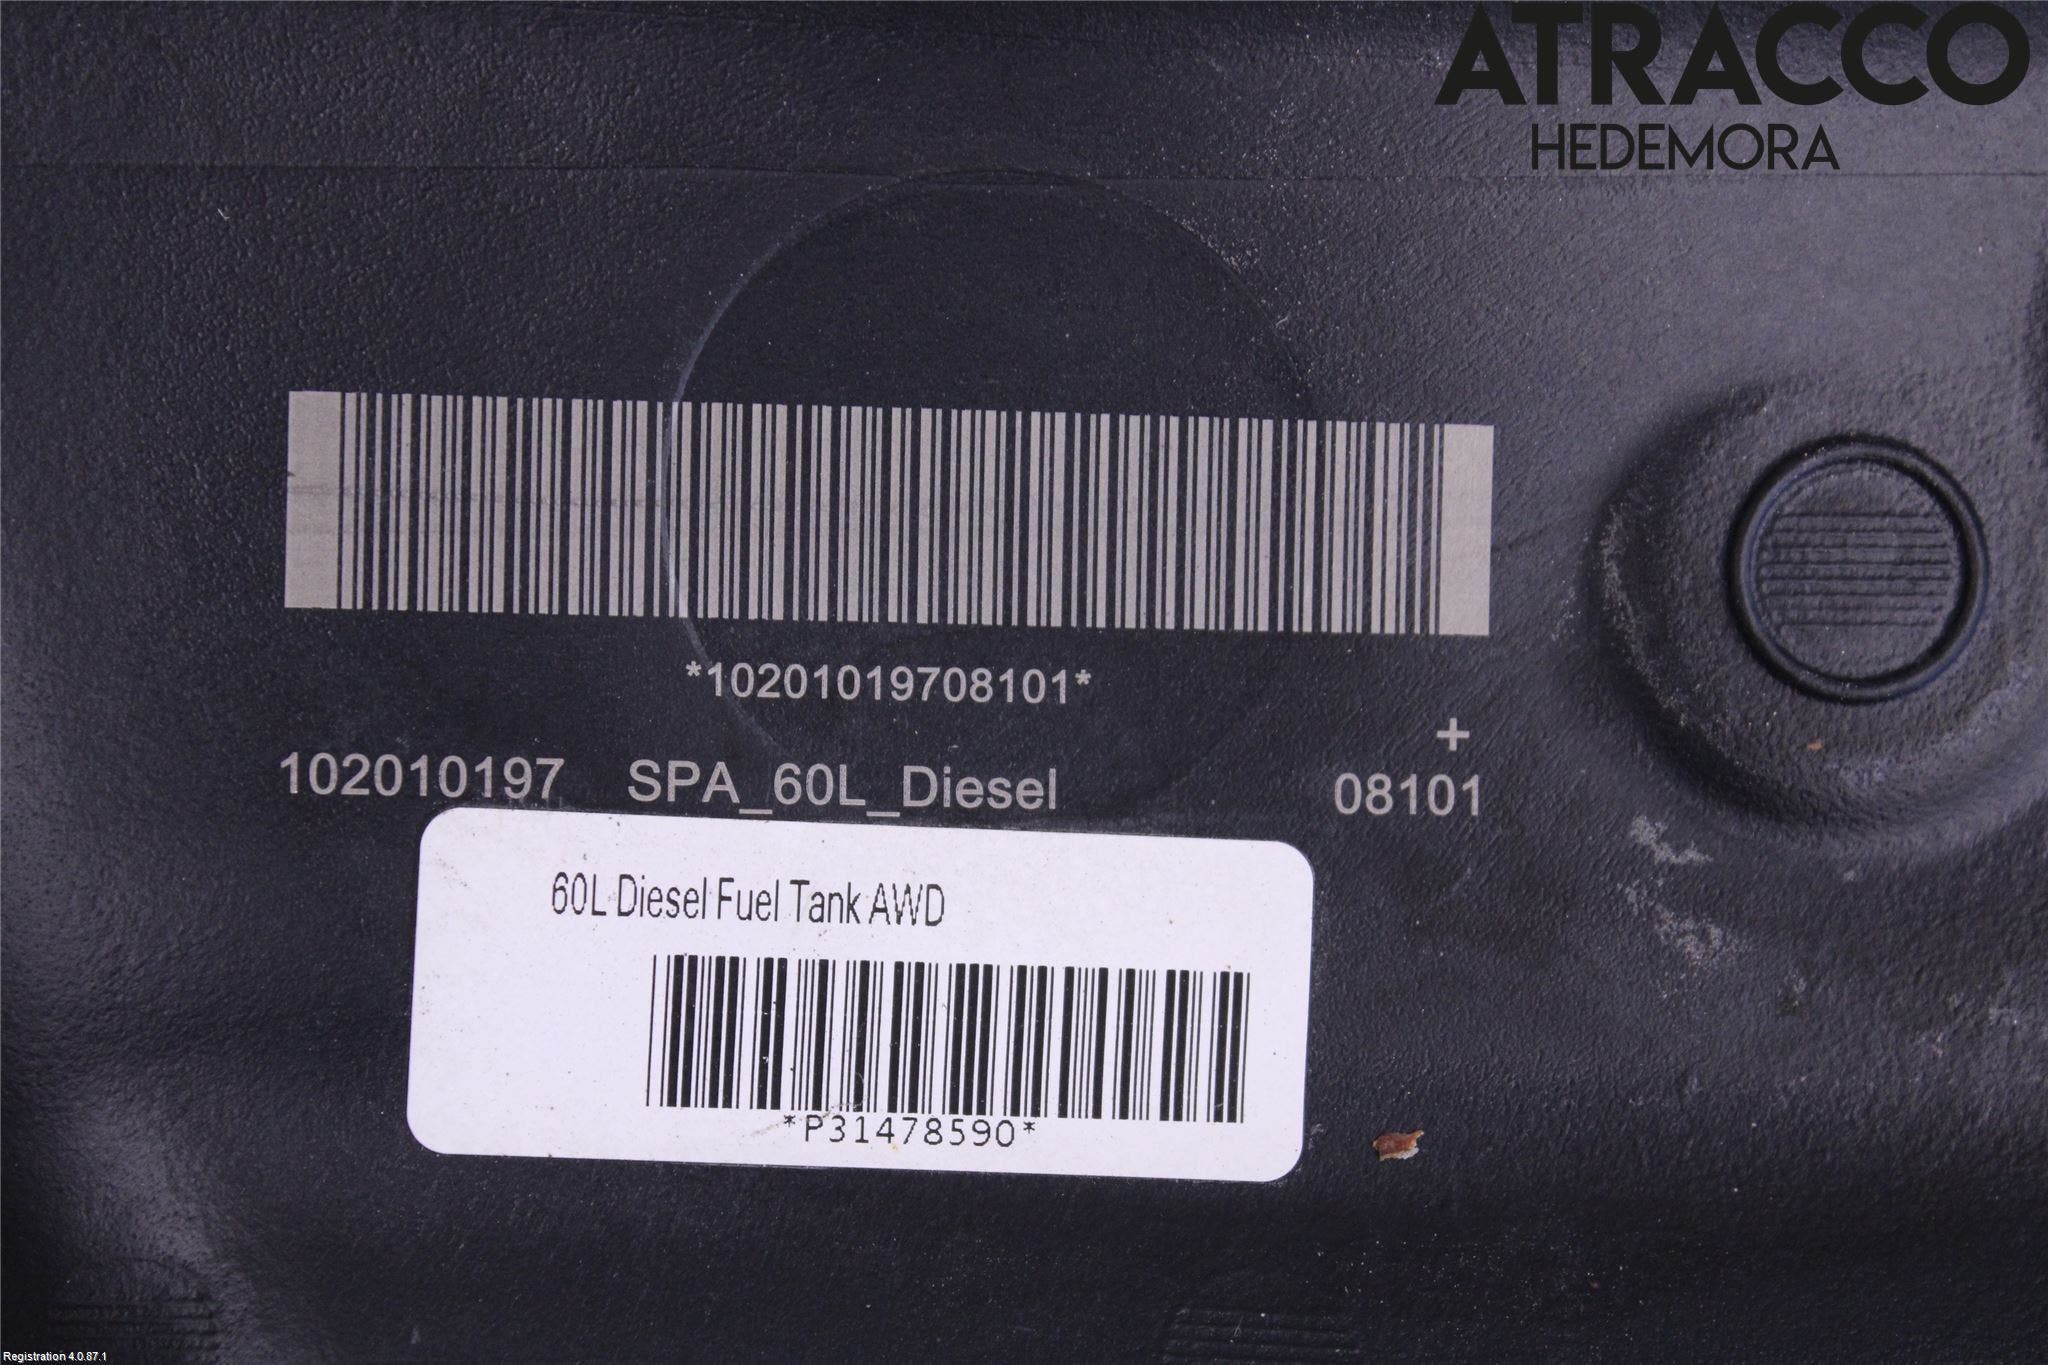 ATRACCO
HEDEMORA
*10201019708101*
+
102010197 SPA_60L_Diesel 08101
60L Diesel Fuel Tank AWD
*P31478590*
Registration 4.0.87.1